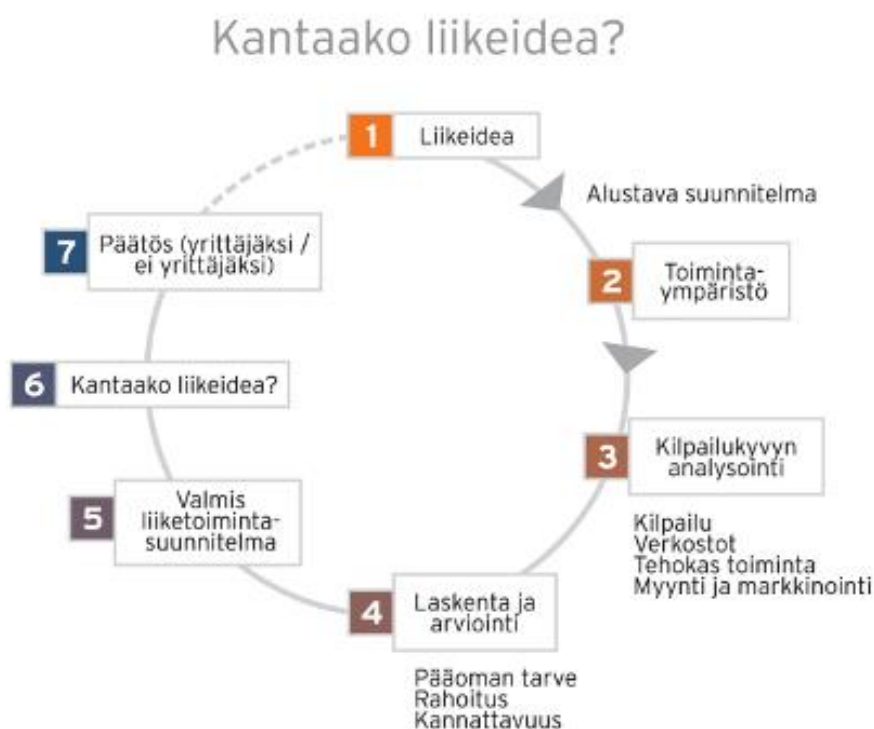 Kantaako liikeidea?
1 Liikeidea
Alustava suunnitelma
2 Toiminta-
ympäristö
3 Kilpailukyvyn
analysointi
Kilpailu
Verkostot
Tehokas toiminta
Myynti ja markkinointi
4 Laskenta ja
arviointi
Pääoman tarve
Rahoitus
Kannattavuus
5 Valmis
liiketoiminta-
suunnitelma
6 Kantaako liikeidea?
7 Päätös (yrittäjäksi /
ei yrittäjäksi)